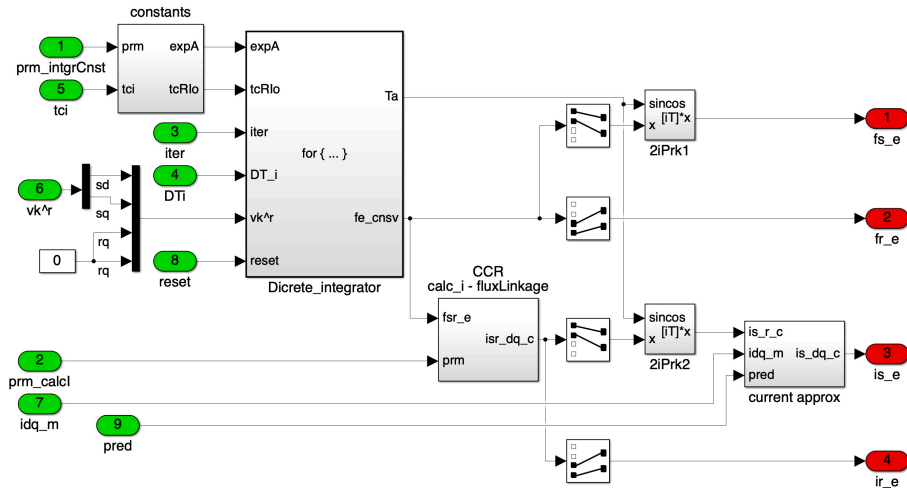 constants
1
prm_intgrCnst
5
tci
prm
expA
tci
tcRlo
3
iter
4
DTi
6
vk^r
sd
sq
rq
rq
0
8
reset
expA
tcRlo
iter
DT_i
vk^r
reset
for { ... }
Ta
fe_cnsv
Dicrete_integrator
sincos
x
[iT]*x
2iPrk1
1
fs_e
2
fr_e
CCR
calc_i - fluxLinkage
fsr_e
prm
isr_dq_c
sincos
x
[iT]*x
2iPrk2
is_r_c
idq_m
pred
is_dq_c
current approx
3
is_e
2
prm_calcI
7
idq_m
9
pred
4
ir_e